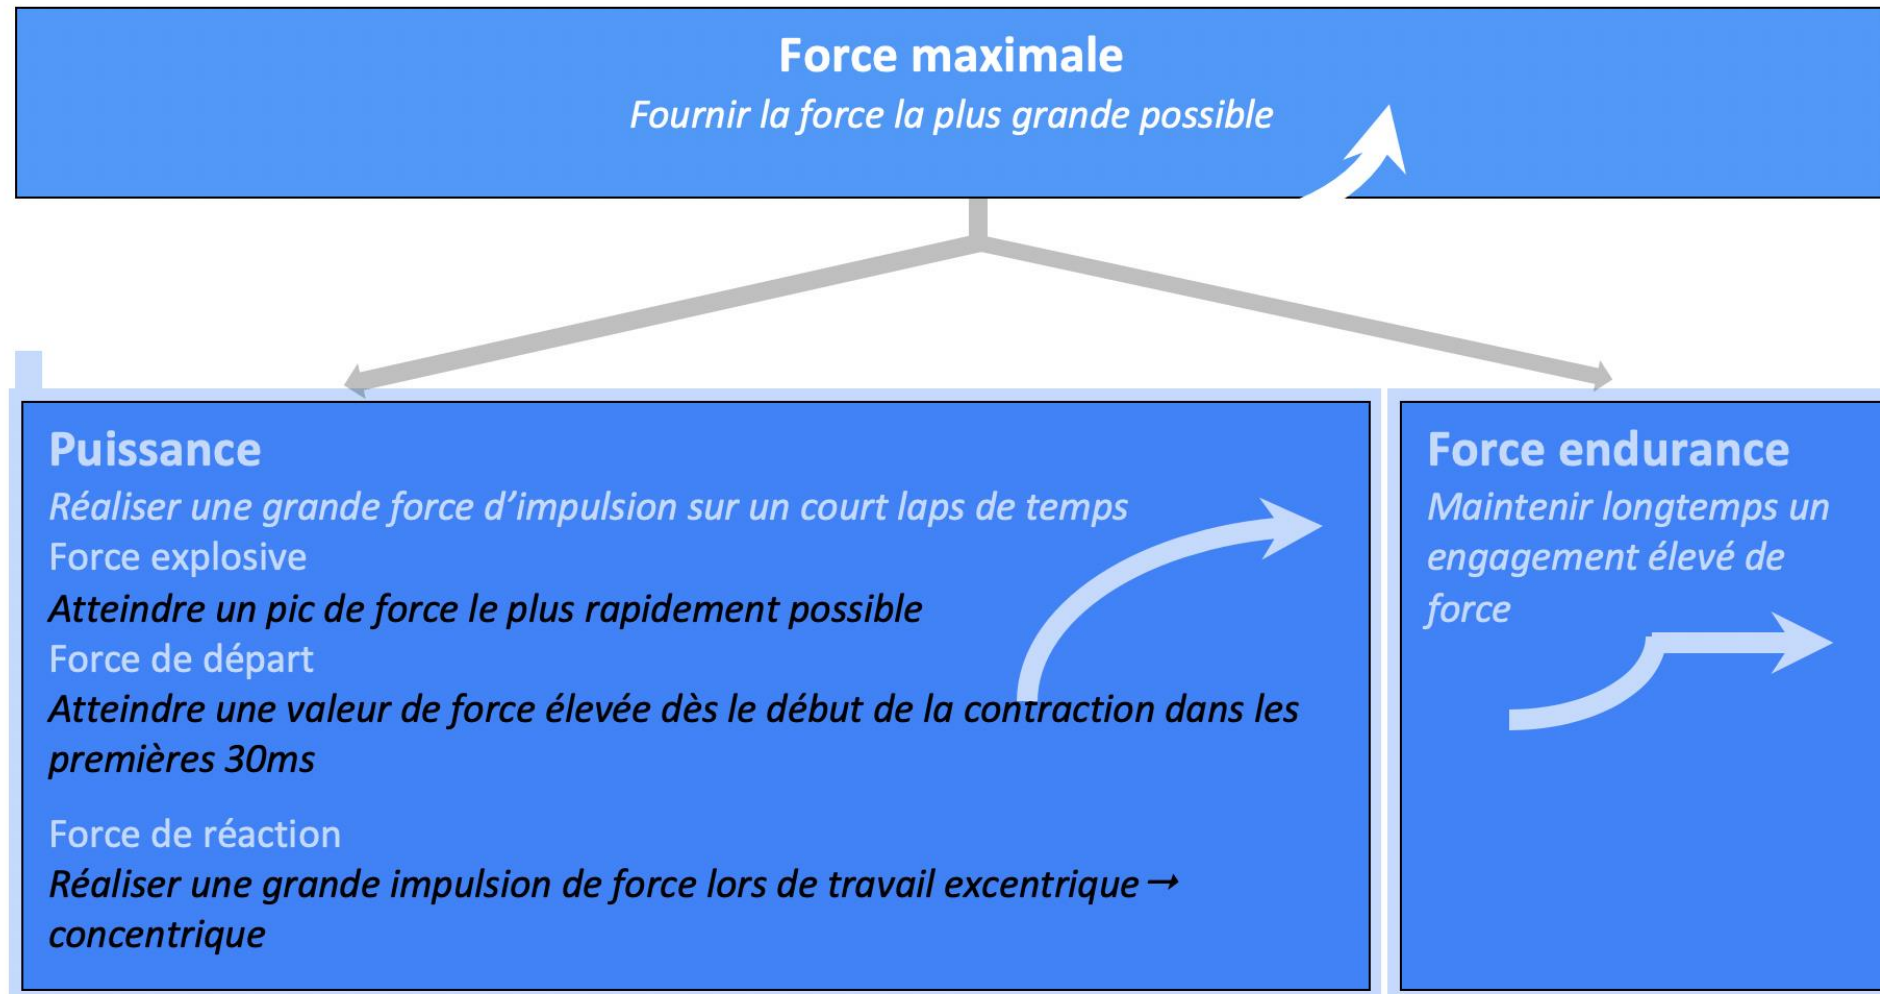 Force maximale
Fournir la force la plus grande possible
Puissance
Réaliser une grande force d’impulsion sur un court laps de temps
Force explosive
Atteindre un pic de force le plus rapidement possible
Force de départ
Atteindre une valeur de force élevée dès le début de la contraction dans les
premières 30ms
Force de réaction
Réaliser une grande impulsion de force lors de travail excentrique →
concentrique
Force endurance
Maintenir longtemps un
engagement élevé de
force